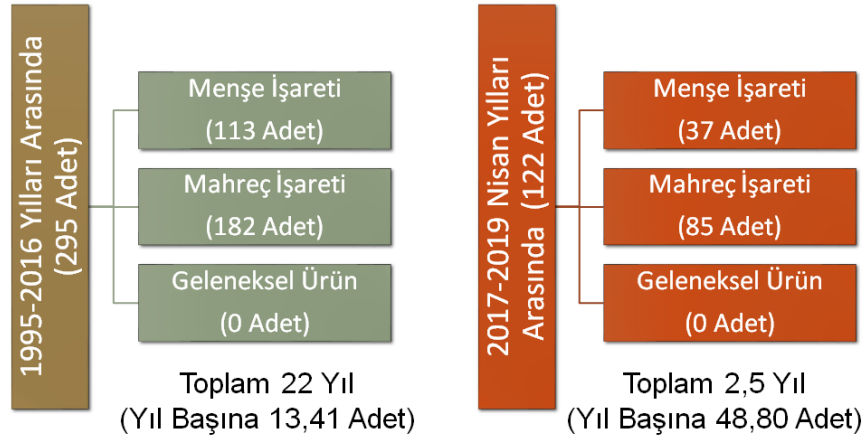 1995-2016 Yılları Arasında
(295 Adet)
Menşe İşareti
(113 Adet)
Mahreç İşareti
(182 Adet)
Geleneksel Ürün
(0 Adet)
Toplam 22 Yıl
(Yıl Başına 13,41 Adet)
2017-2019 Nisan Yılları
Arasında (122 Adet)
Menşe İşareti
(37 Adet)
Mahreç İşareti
(85 Adet)
Geleneksel Ürün
(0 Adet)
Toplam 2,5 Yıl
(Yıl Başına 48,80 Adet)